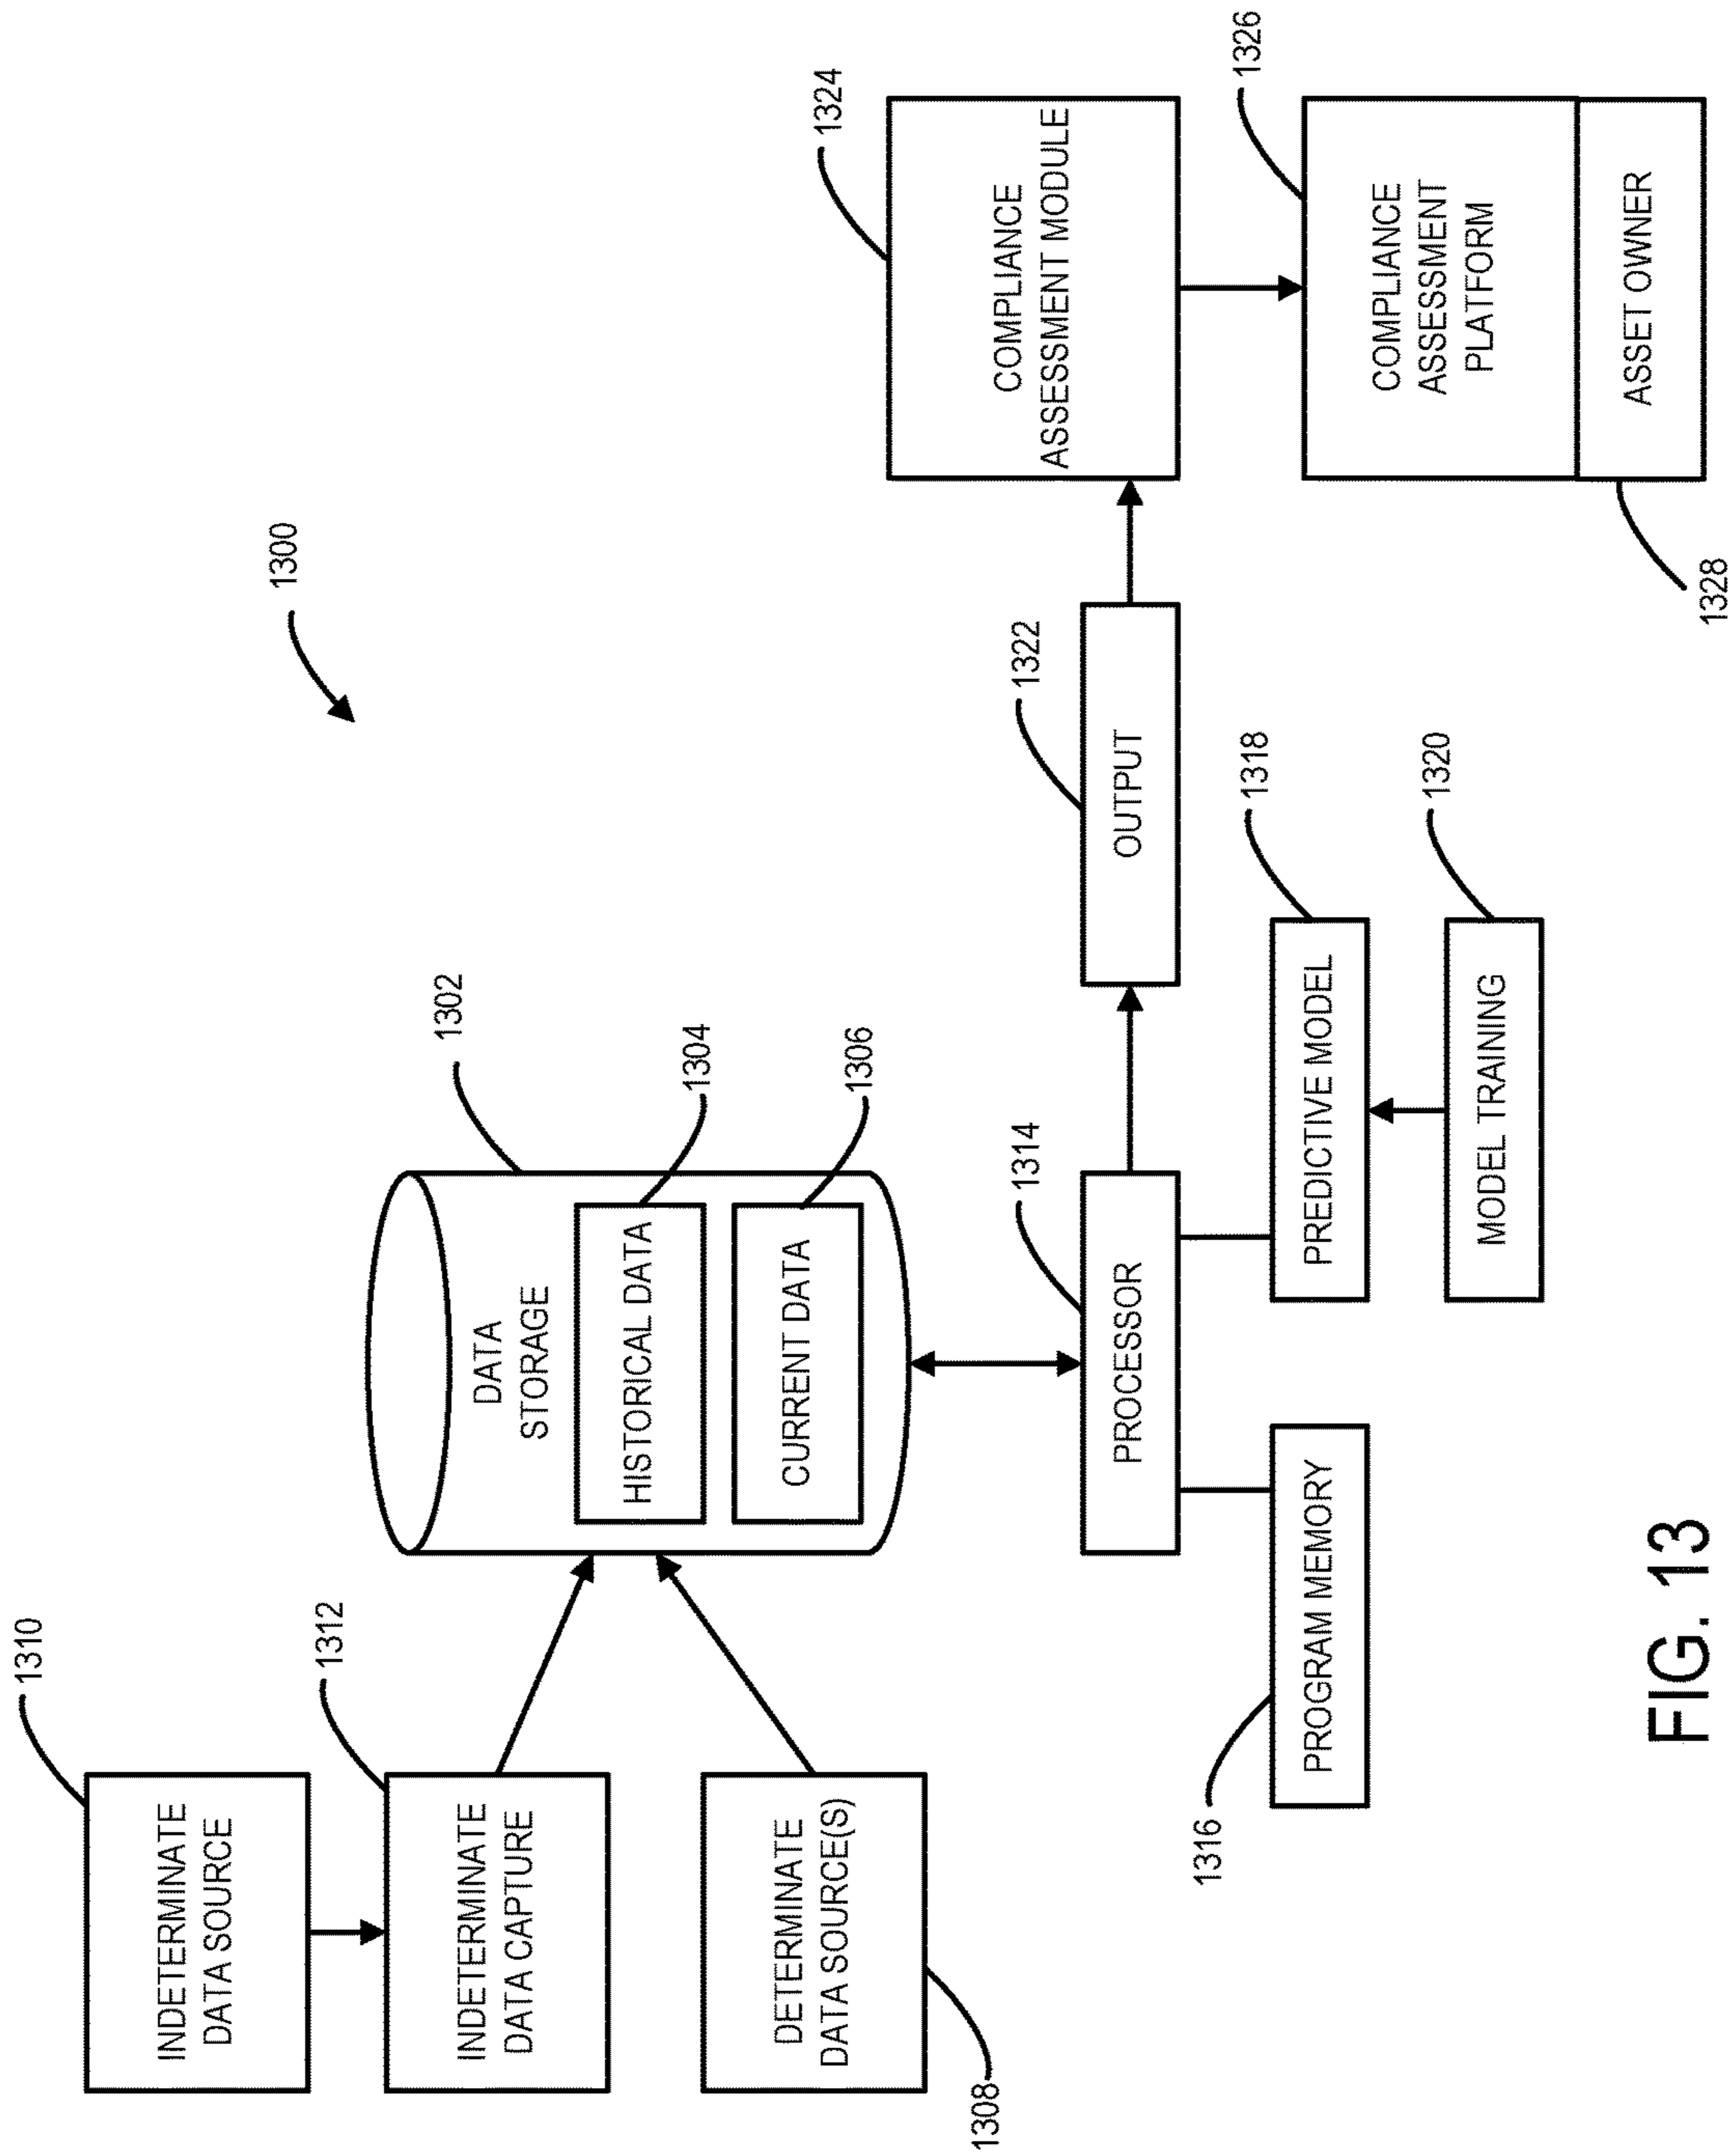 1300
1310
INDETERMINATE
DATA SOURCE
1312
INDETERMINATE
DATA CAPTURE
DETERMINATE
DATA SOURCE(S)
1308
1302
DATA
STORAGE
HISTORICAL DATA
1304
CURRENT DATA
1306
PROCESSOR
1314
PROGRAM MEMORY
1316
PREDICTIVE MODEL
1318
MODEL TRAINING
1320
OUTPUT
1322
COMPLIANCE
ASSESSMENT MODULE
1324
COMPLIANCE
ASSESSMENT
PLATFORM
1326
ASSET OWNER
1328
FIG. 13